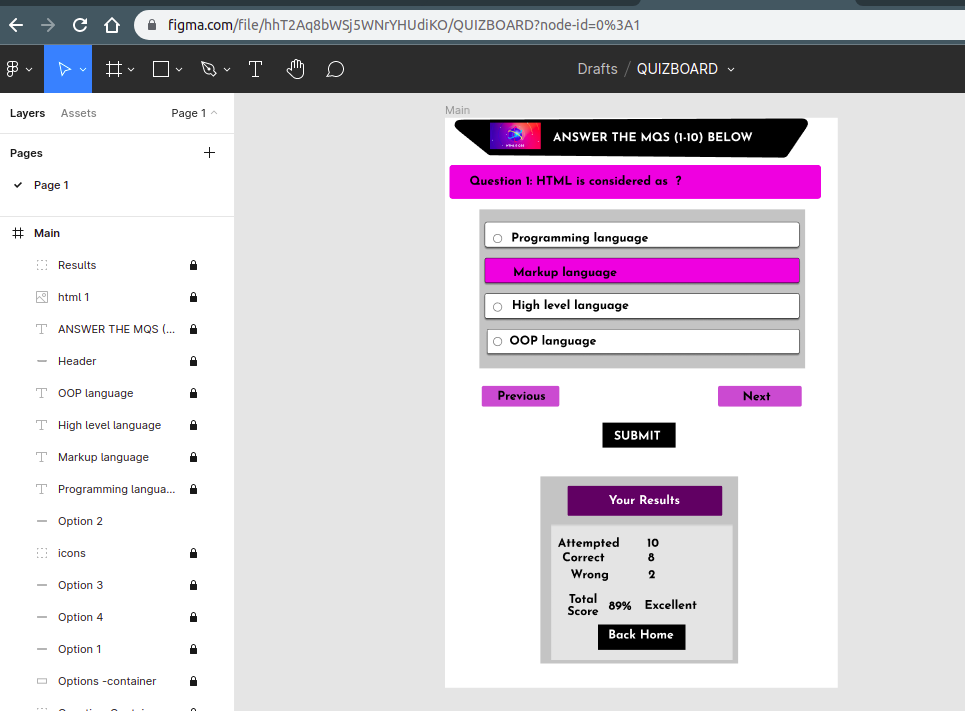 figma.com/file/hhT2Aq8bWSj5WNrYHUdiKO/QUIZBOARD?node-id=0%3A1
Drafts / QUIZBOARD
Layers Assets Page 1
Pages
Page 1
Main
Results
html 1
ANSWER THE MQS (...
Header
OOP language
High level language
Markup language
Programming langua...
Option 2
icons
Option 3
Option 4
Option 1
Options -container
Main
ANSWER THE MQS (1-10) BELOW
Question 1: HTML is considered as ?
Programming language
Markup language
High level language
OOP language
Previous Next
SUBMIT
Your Results
Attempted 10
Correct 8
Wrong 2
Total
Score 89% Excellent
Back Home